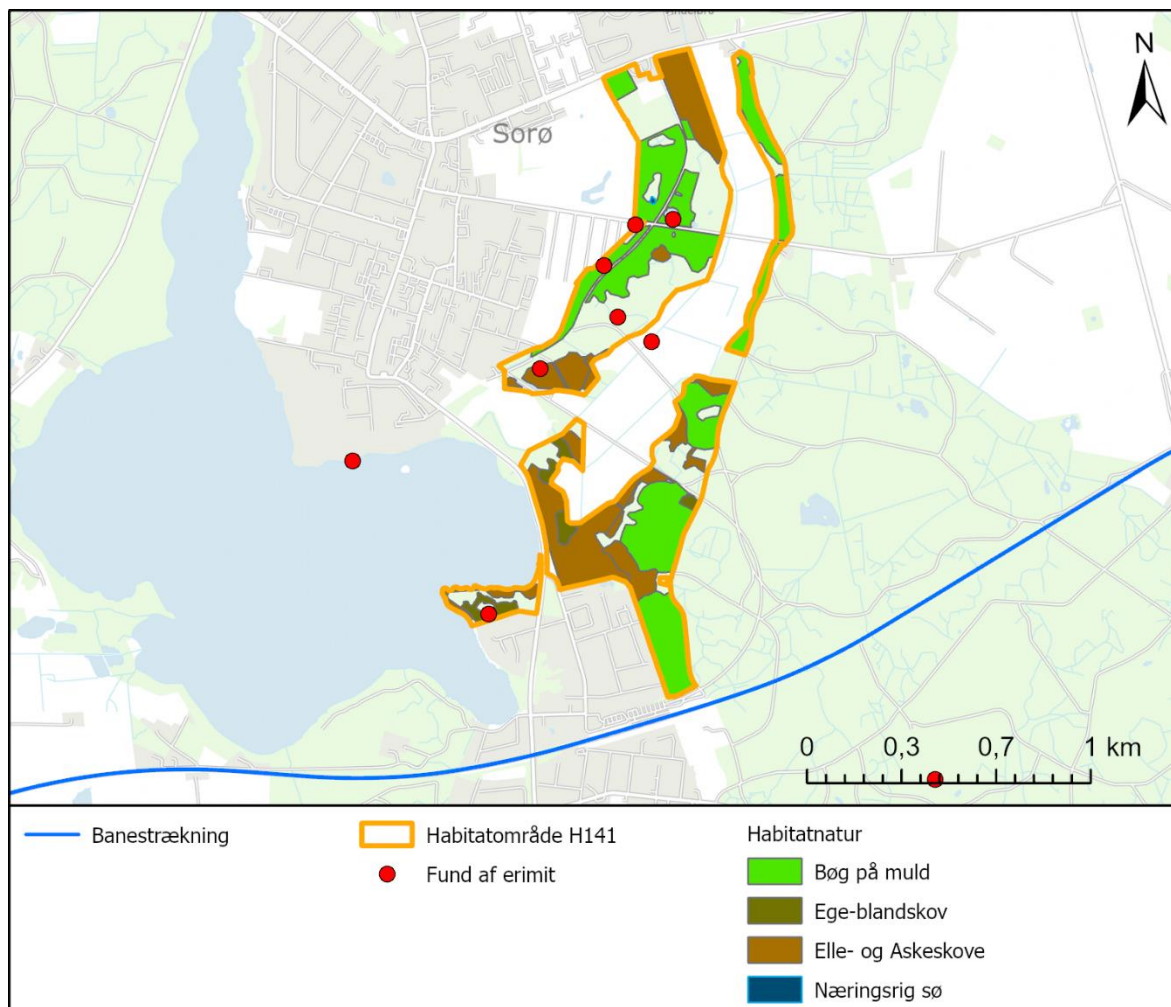 Sorø
N
0 0,3 0,7 1 km
Banestrækning
Habitatområde H141
Fund af erimit
Habitatnatur
Bøg på muld
Ege-blandskov
Elle- og Askeskove
Næringsrig sø